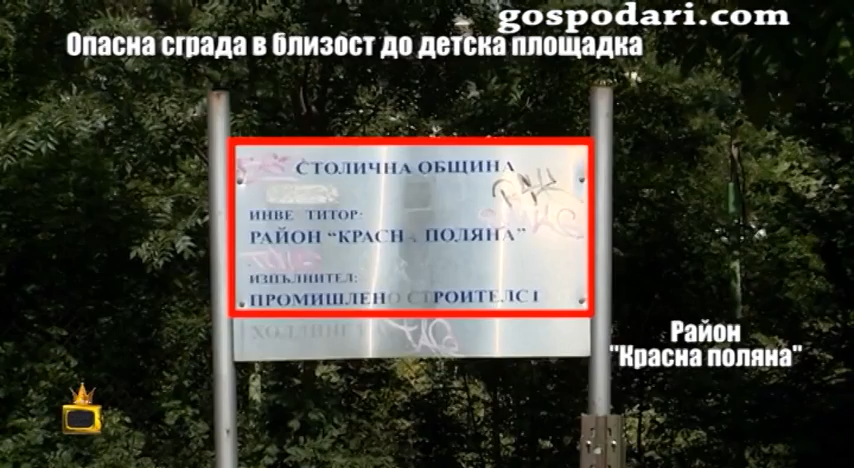 gospodari.com
Опасна сграда в близост до детска площадка
СТОЛИЧНА ОБЩИНА
ИНВЕ ТИТОР:
РАЙОН "КРАСН ПОЛЯНА"
ИЗПЪЛНИТЕЛ:
ПРОМИШЛЕНО СТРОИТЕЛС
Район
"Красна поляна"